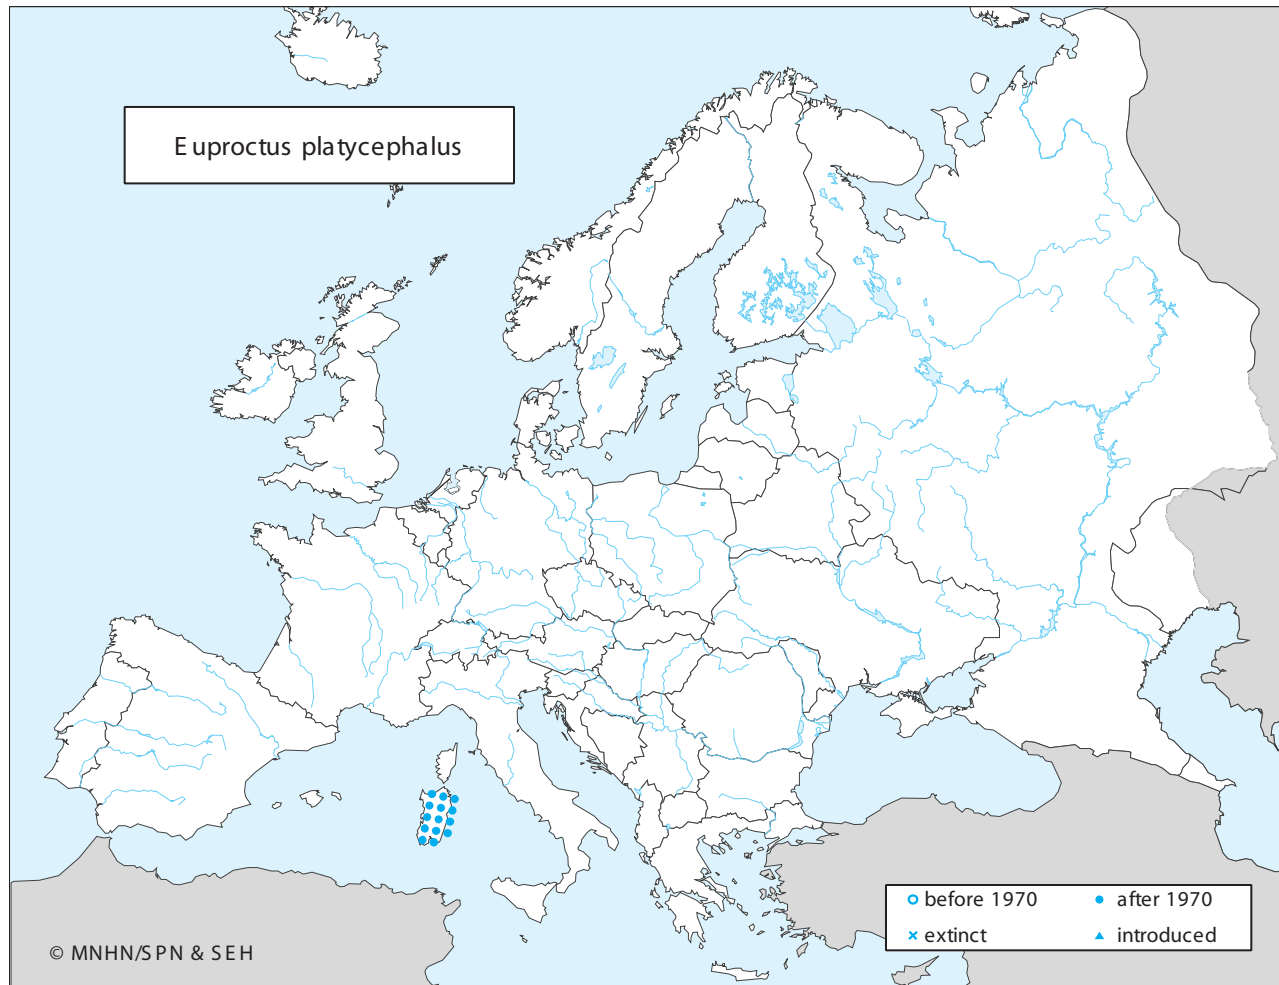 Euproctus platycephalus
before 1970
after 1970
extinct
introduced
© MNHN/SPN & SEH